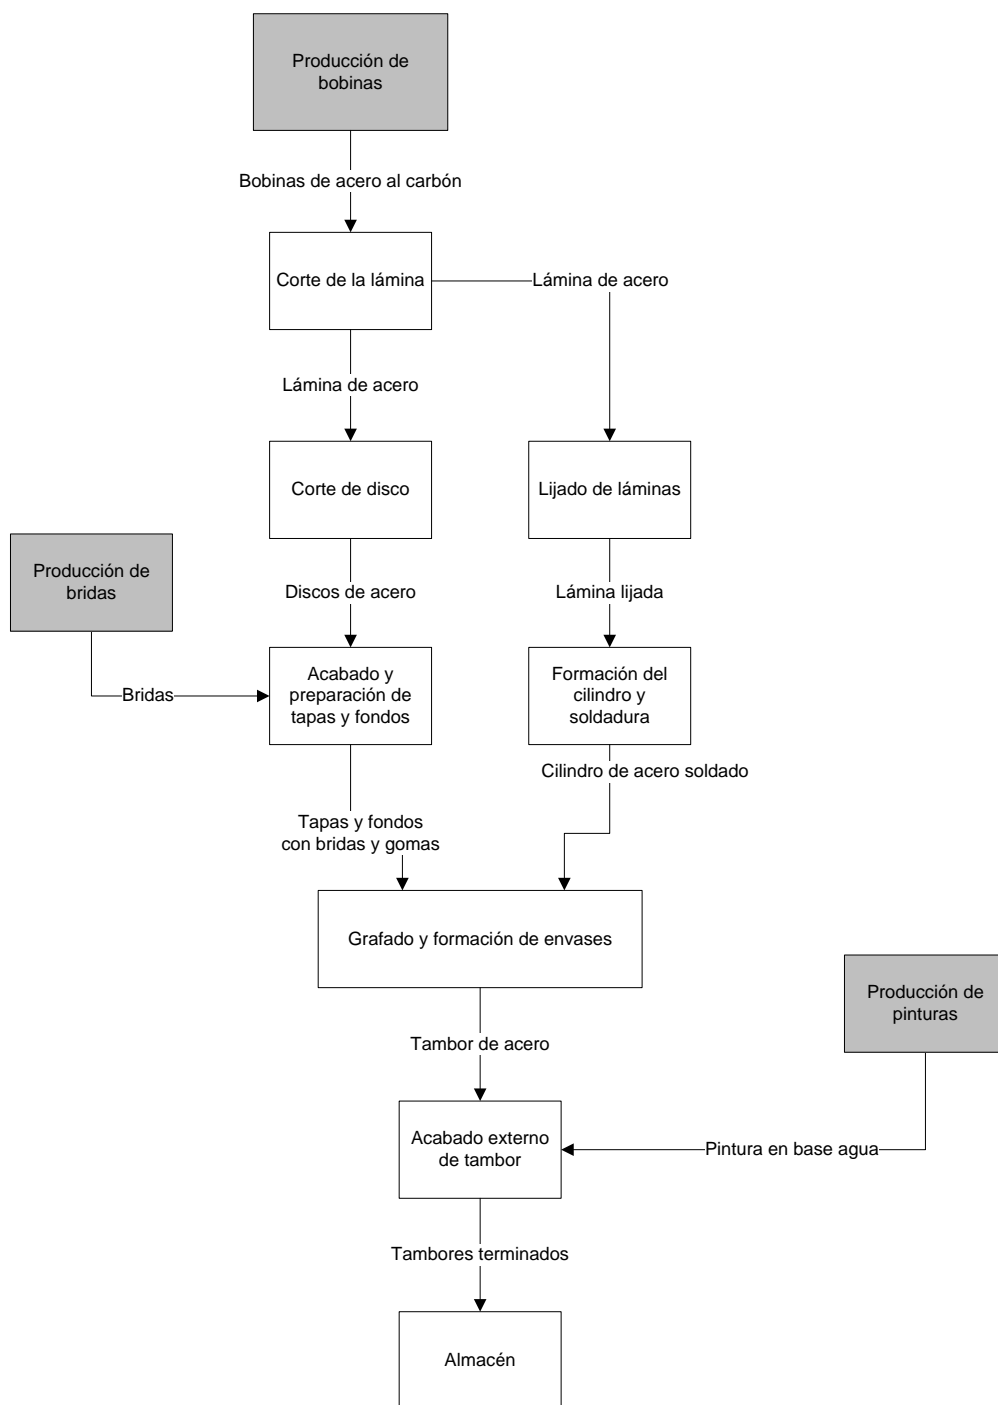 Producción de
bobinas
Bobinas de acero al carbón
Corte de la lámina
Lámina de acero
Lámina de acero
Corte de disco
Lijado de láminas
Producción de
bridas
Discos de acero
Lámina lijada
Bridas
Acabado y
preparación de
tapas y fondos
Formación del
cilindro y
soldadura
Cilindro de acero soldado
Tapas y fondos
con bridas y gomas
Grafado y formación de envases
Producción de
pinturas
Tambor de acero
Acabado externo
de tambor
Pintura en base agua
Tambores terminados
Almacén